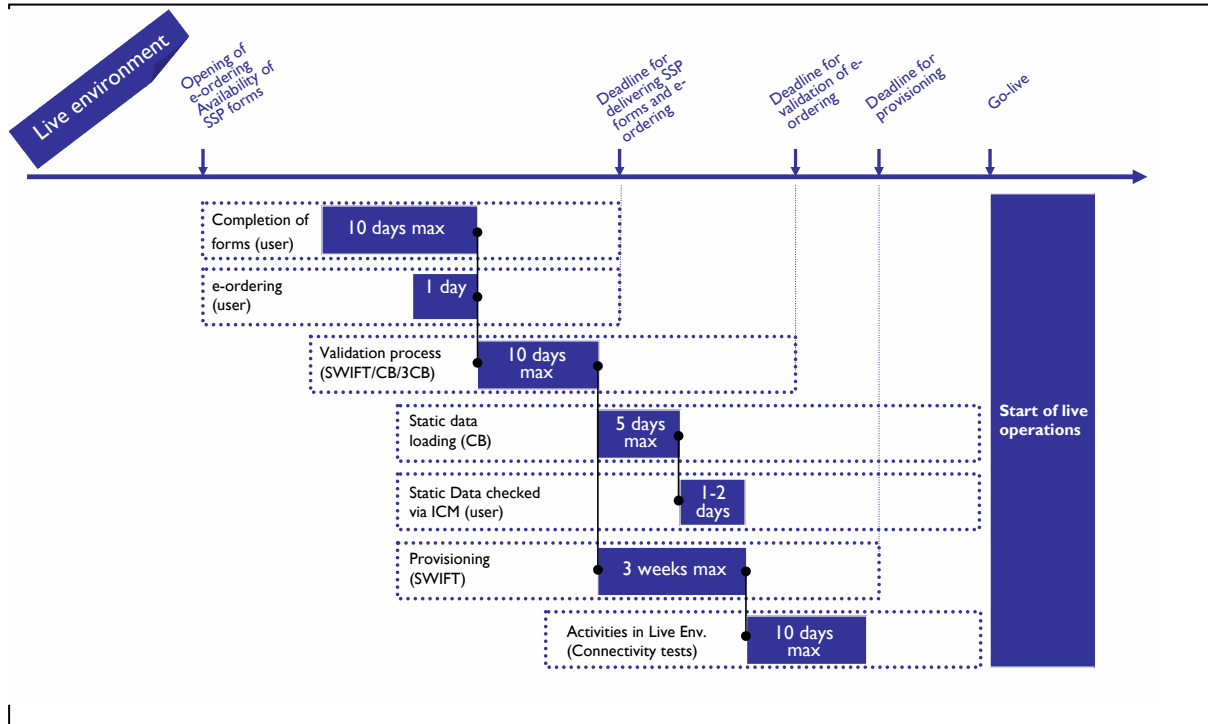 Live environment
Opening of
e-ordering
Availability of
SSP forms
Deadline for
delivering SSP
forms and e-
ordering
Deadline for
validation of e-
ordering
Deadline for
provisioning
Go-live
Completion of
forms (user)
10 days max
e-ordering
(user)
1 day
Validation process
(SWIFT/CB/3CB)
10 days
max
Static data
loading (CB)
5 days
max
Static Data checked
via ICM (user)
1-2
days
Provisioning
(SWIFT)
3 weeks max
Activities in Live Env.
(Connectivity tests)
10 days
max
Start of live
operations